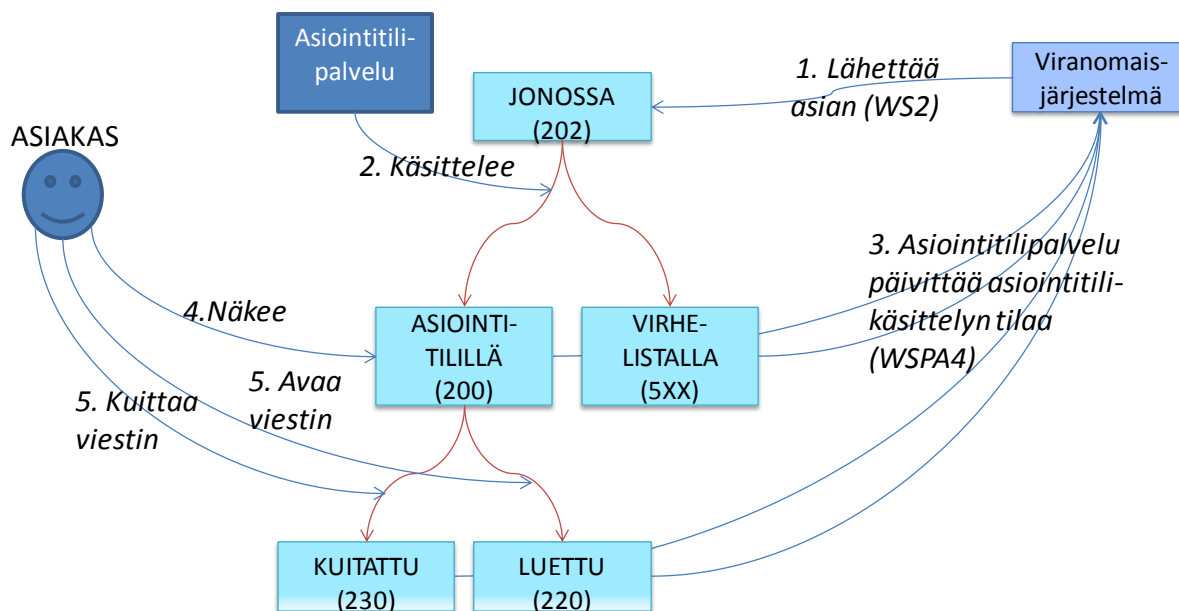 Asiointitili-
palvelu
1. Lähettää
asian (WS2)
Viranomais-
järjestelmä
JONOSSA
(202)
ASIAKAS
2. Käsittelee
3. Asiointitilipalvelu
päivittää asiointitili-
käsittelyn tilaa
(WSPA4)
4.Näkee
ASIOINTI-
TILILLÄ
(200)
VIRHE-
LISTALLA
(5XX)
5. Kuittaa
viestin
5. Avaa
viestin
KUITATTU
(230)
LUETTU
(220)